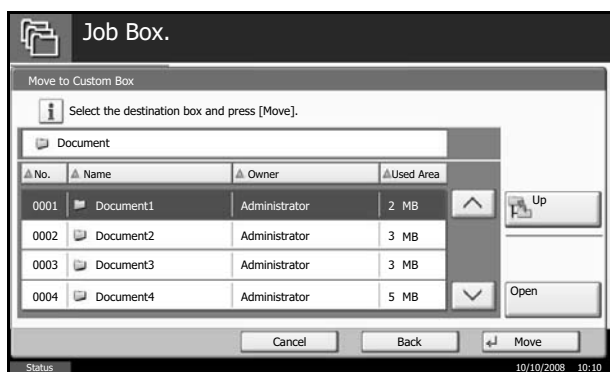 Job Box.
Move to Custom Box
i Select the destination box and press [Move].
Document
No. Name Owner Used Area
0001 Document1 Administrator 2 MB
Up
0002 Document2 Administrator 3 MB
0003 Document3 Administrator 3 MB
0004 Document4 Administrator 5 MB
Open
Cancel Back Move
Status 10/10/2008 10:10